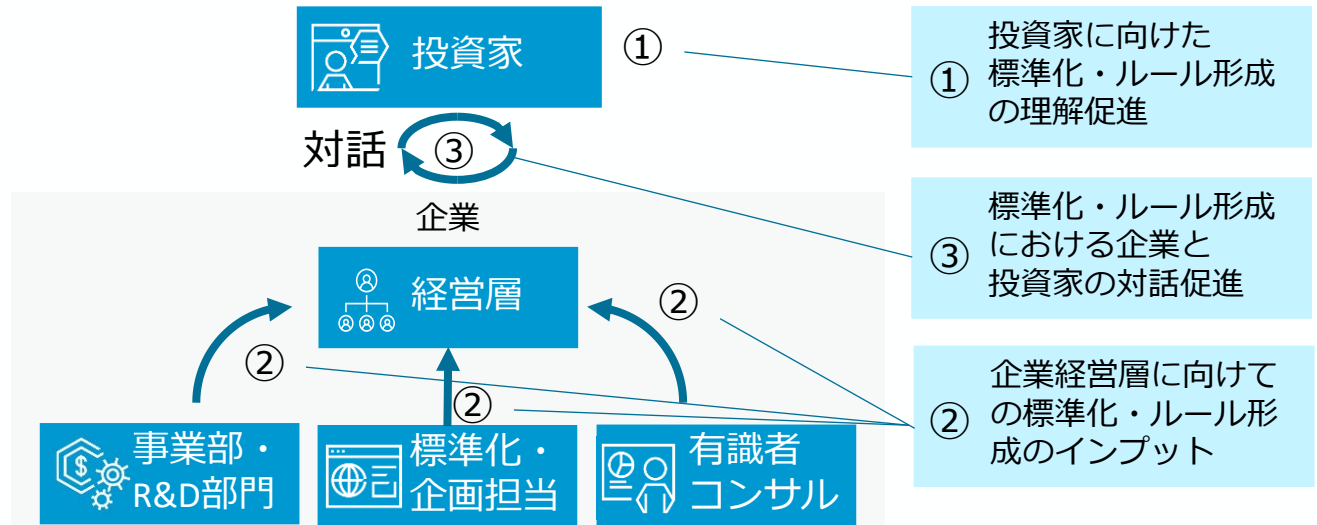 投資家
①
対話
③
企業
経営層
②
②
②
事業部・
R&D部門
標準化・
企画担当
有識者
コンサル
①
投資家に向けた
標準化・ルール形成
の理解促進
③
標準化・ルール形成
における企業と
投資家の対話促進
②
企業経営層に向けて
の標準化・ルール形
成のインプット